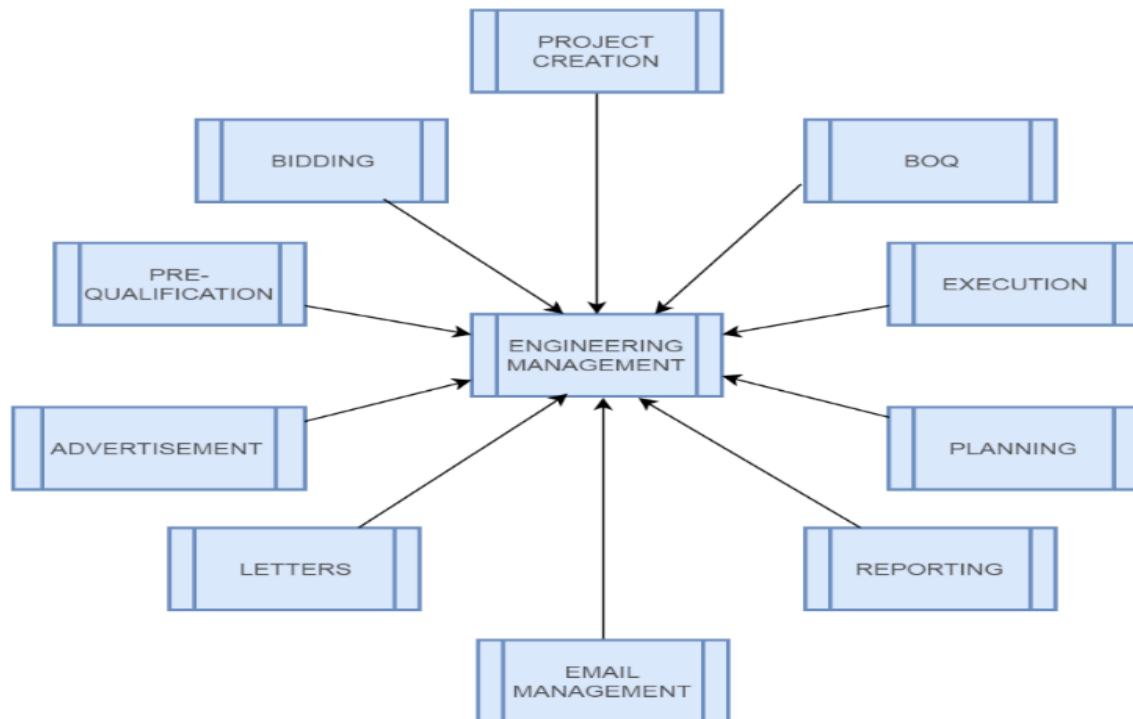 PROJECT
CREATION
BIDDING
BOQ
PRE-
QUALIFICATION
EXECUTION
ENGINEERING
MANAGEMENT
ADVERTISEMENT
PLANNING
LETTERS
REPORTING
EMAIL
MANAGEMENT